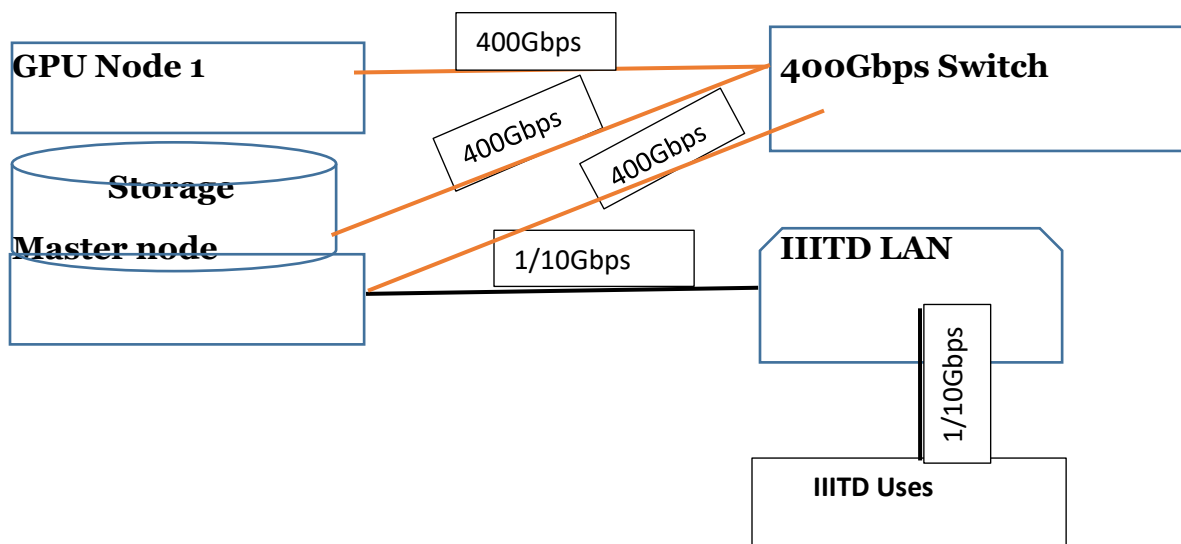 400Gbps
GPU Node 1
400Gbps Switch
400Gbps
400Gbps
Storage
Master node
1/10Gbps
IIITD LAN
1/10Gbps
IIITD Uses